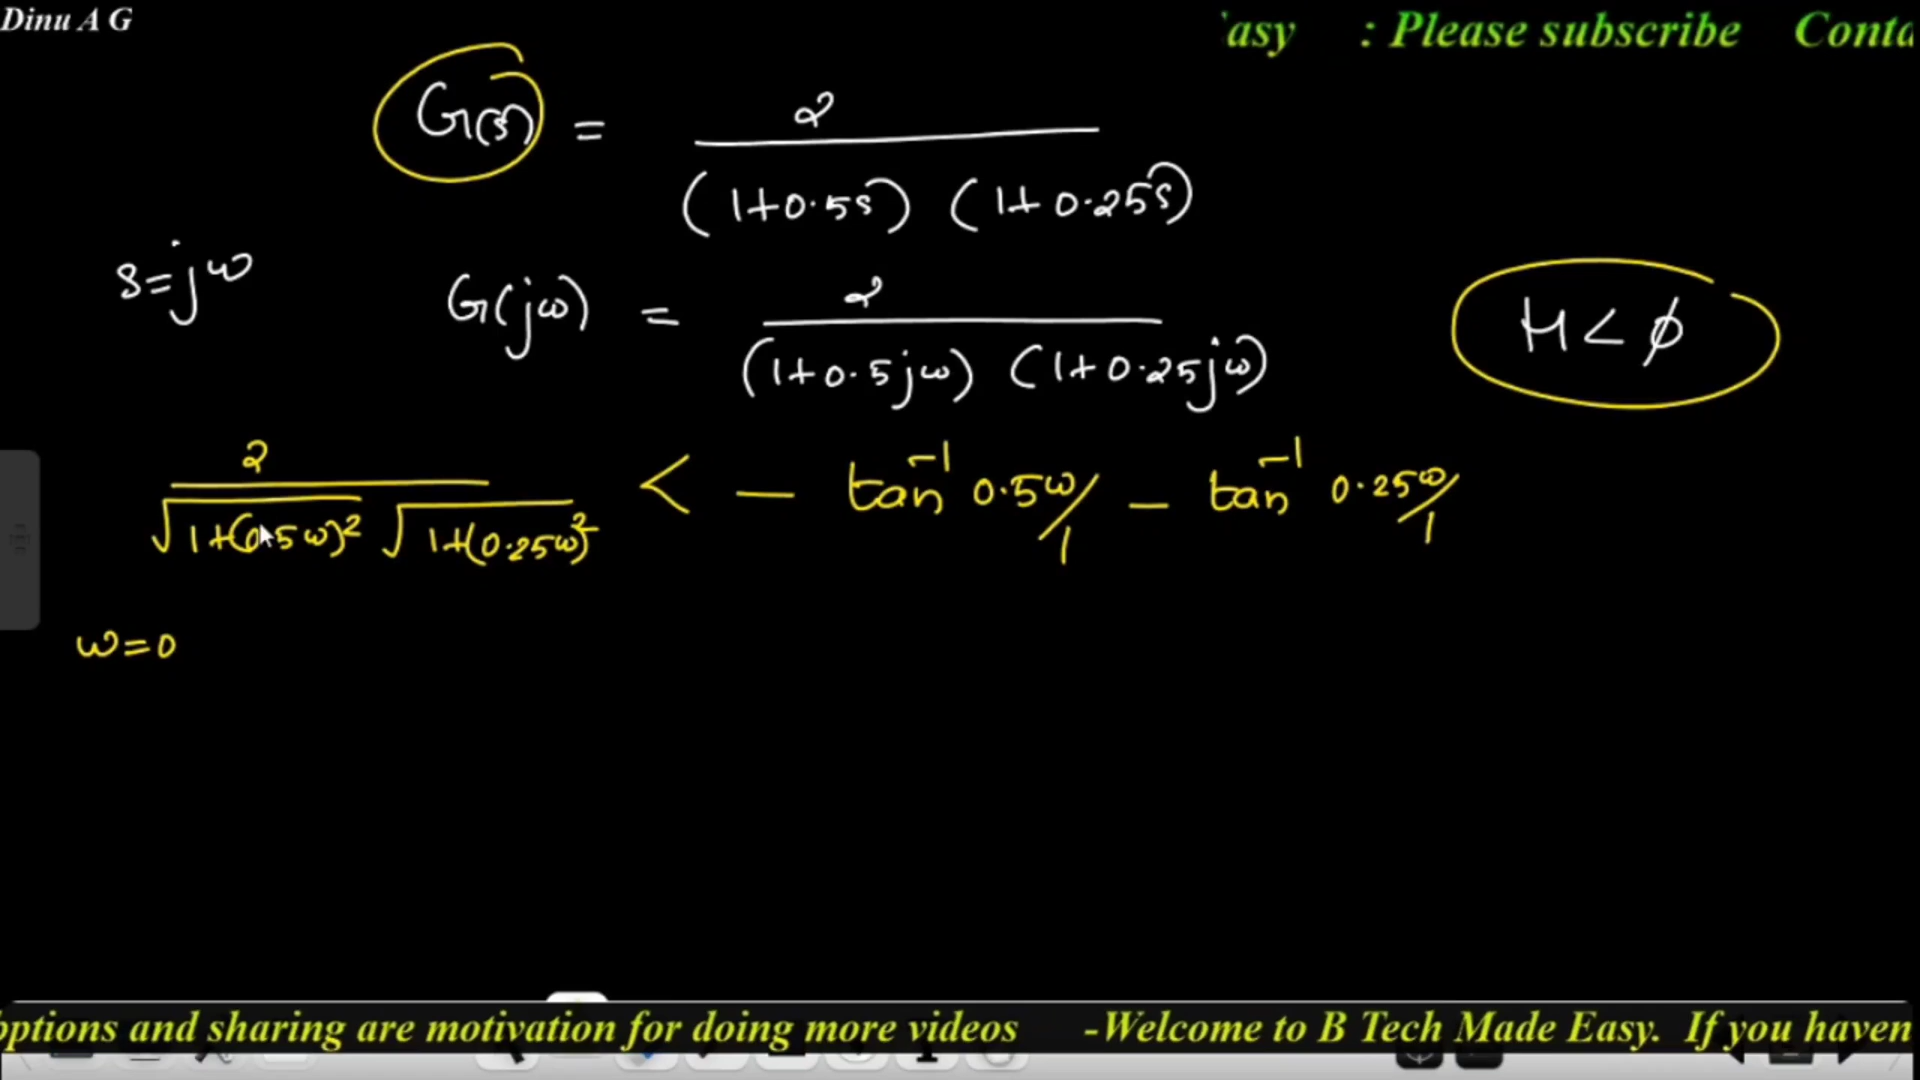 Dinu A G
'asy : Please subscribe Conta
G(s) = 2 / (1+0.5s) (1+0.25s)
s=jω
G(jω) = 2 / (1+0.5jω) (1+0.25jω)
M < ϕ
2 / √1+(0.5ω)² √1+(0.25ω)² < - tan⁻¹ 0.5ω/1 - tan⁻¹ 0.25ω/1
ω=0
options and sharing are motivation for doing more videos -Welcome to B Tech Made Easy. If you haven